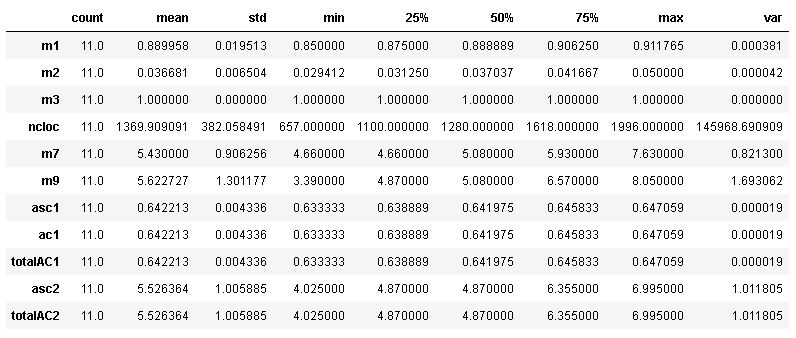 count mean std min 25% 50% 75% max var
m1 11.0 0.889958 0.019513 0.850000 0.875000 0.888889 0.906250 0.911765 0.000381
m2 11.0 0.036681 0.006504 0.029412 0.031250 0.037037 0.041667 0.050000 0.000042
m3 11.0 1.000000 0.000000 1.000000 1.000000 1.000000 1.000000 1.000000 0.000000
ncloc 11.0 1369.909091 382.058491 657.000000 1100.000000 1280.000000 1618.000000 1996.000000 145968.690909
m7 11.0 5.430000 0.906256 4.660000 4.660000 5.080000 5.930000 7.630000 0.821300
m9 11.0 5.622727 1.301177 3.390000 4.870000 5.080000 6.570000 8.050000 1.693062
asc1 11.0 0.642213 0.004336 0.633333 0.638889 0.641975 0.645833 0.647059 0.000019
ac1 11.0 0.642213 0.004336 0.633333 0.638889 0.641975 0.645833 0.647059 0.000019
totalAC1 11.0 0.642213 0.004336 0.633333 0.638889 0.641975 0.645833 0.647059 0.000019
asc2 11.0 5.526364 1.005885 4.025000 4.870000 4.870000 6.355000 6.995000 1.011805
totalAC2 11.0 5.526364 1.005885 4.025000 4.870000 4.870000 6.355000 6.995000 1.011805